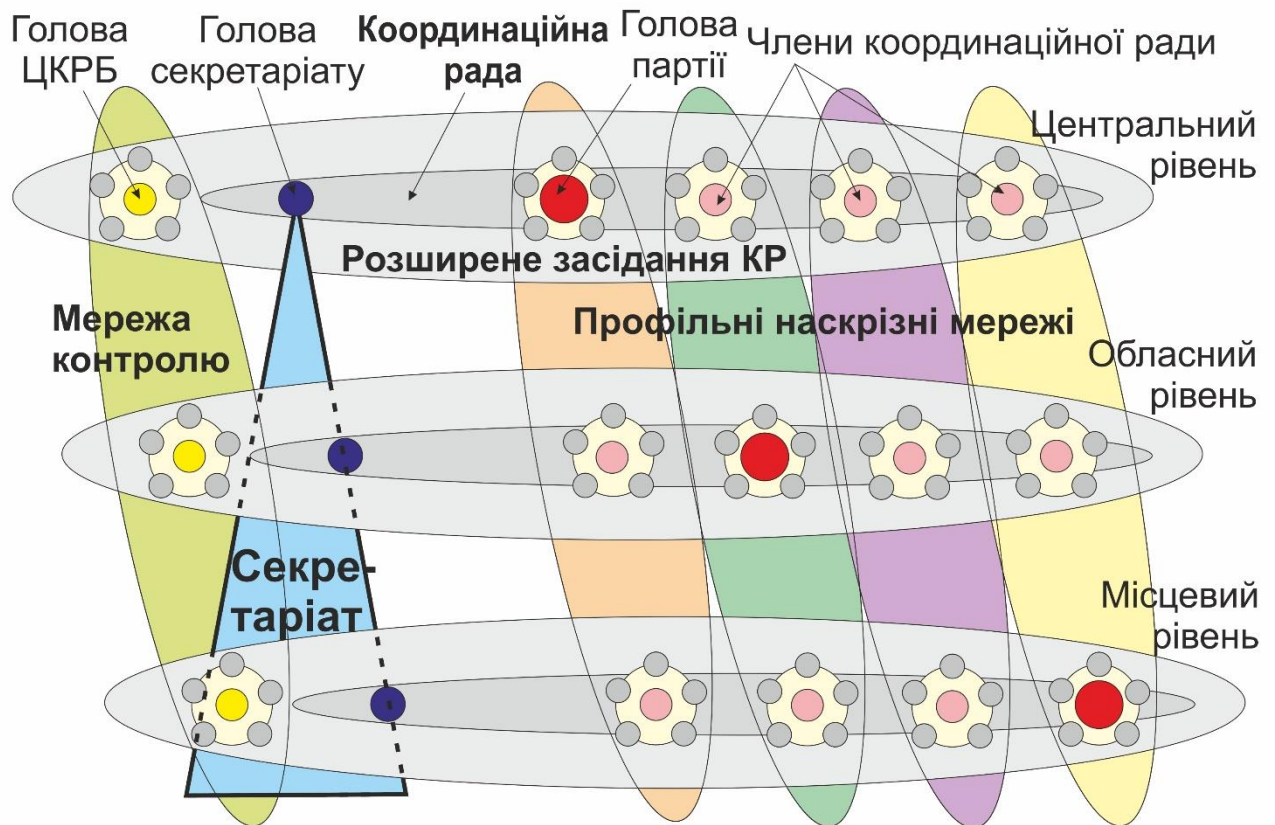 Голова
ЦКРБ
Голова
секретаріату
Координаційна
рада
Голова
партії
Члени координаційної ради
Центральний
рівень
Розширене засідання КР
Мережа
контролю
Профільні наскрізні мережі
Обласний
рівень
Секре-
таріат
Місцевий
рівень